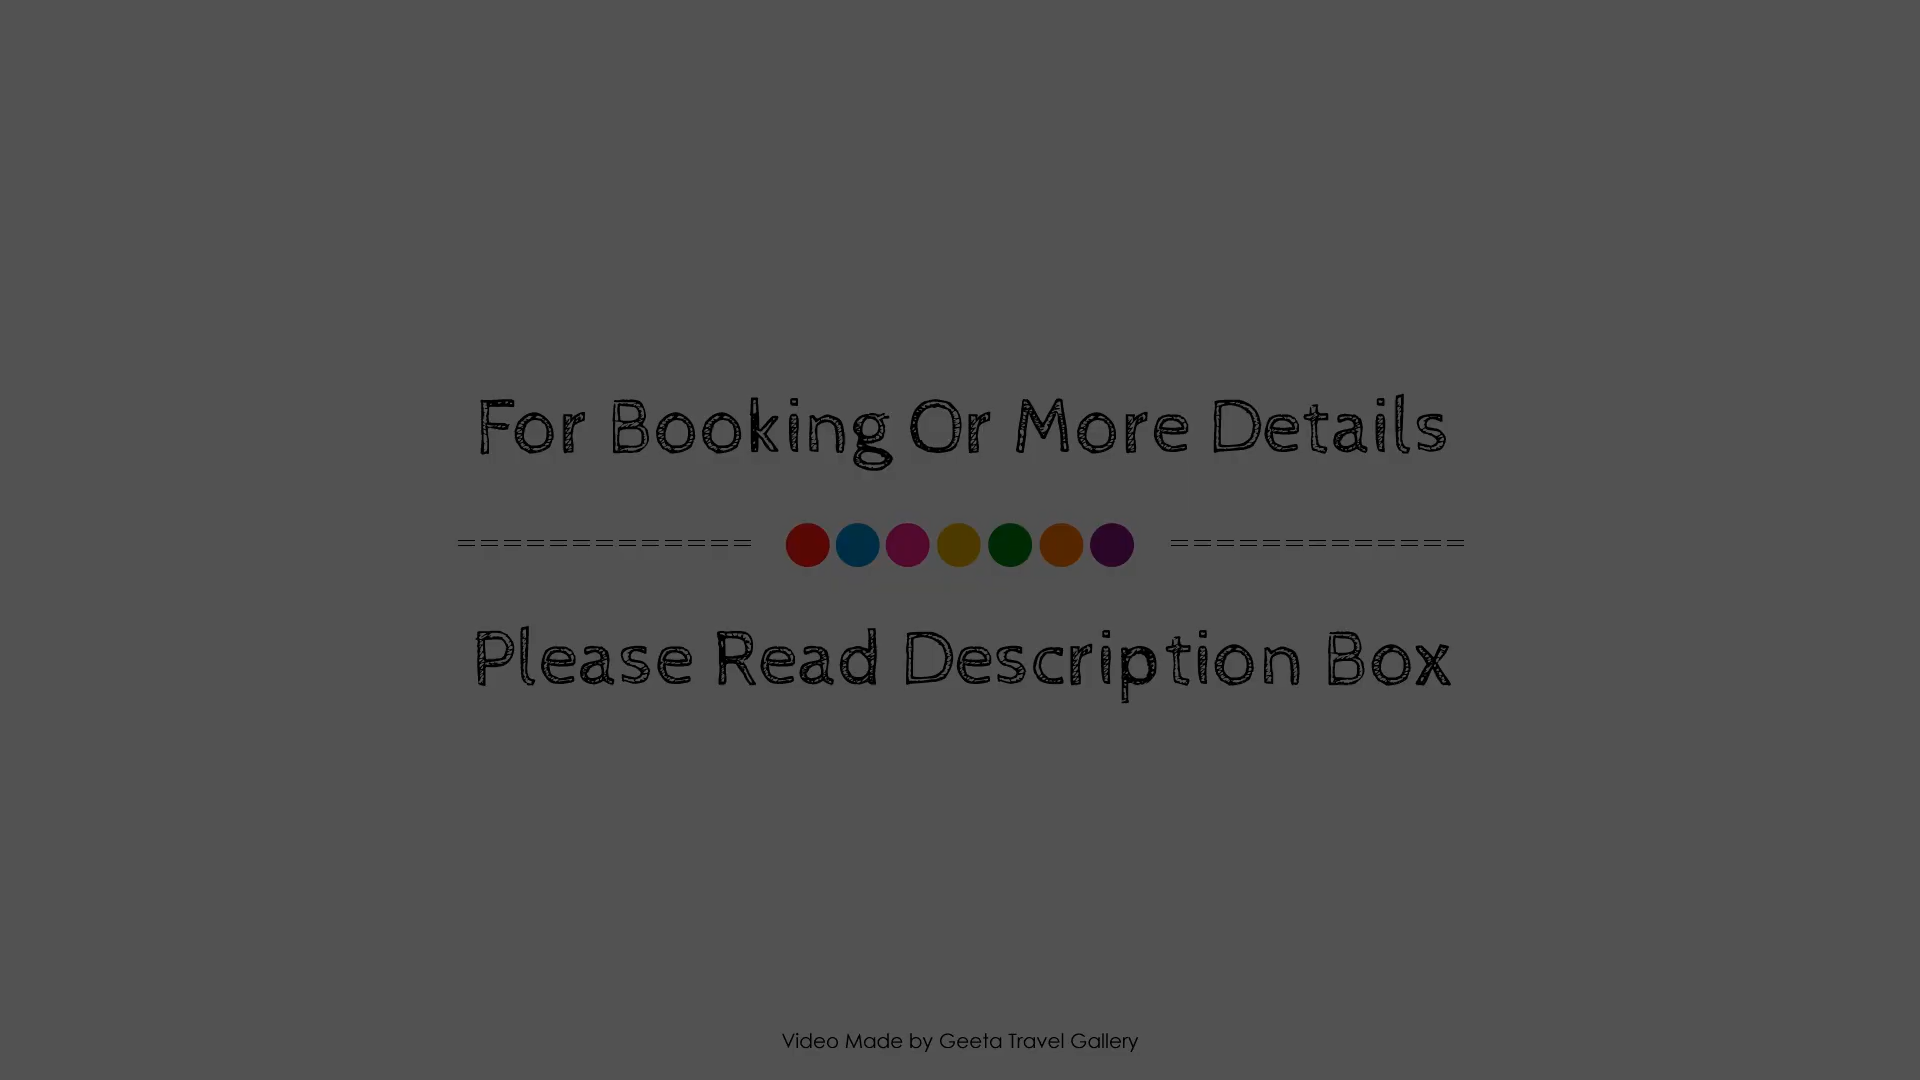 For Booking Or More Details
============= =============
Please Read Description Box
Video Made by Geeta Travel Gallery